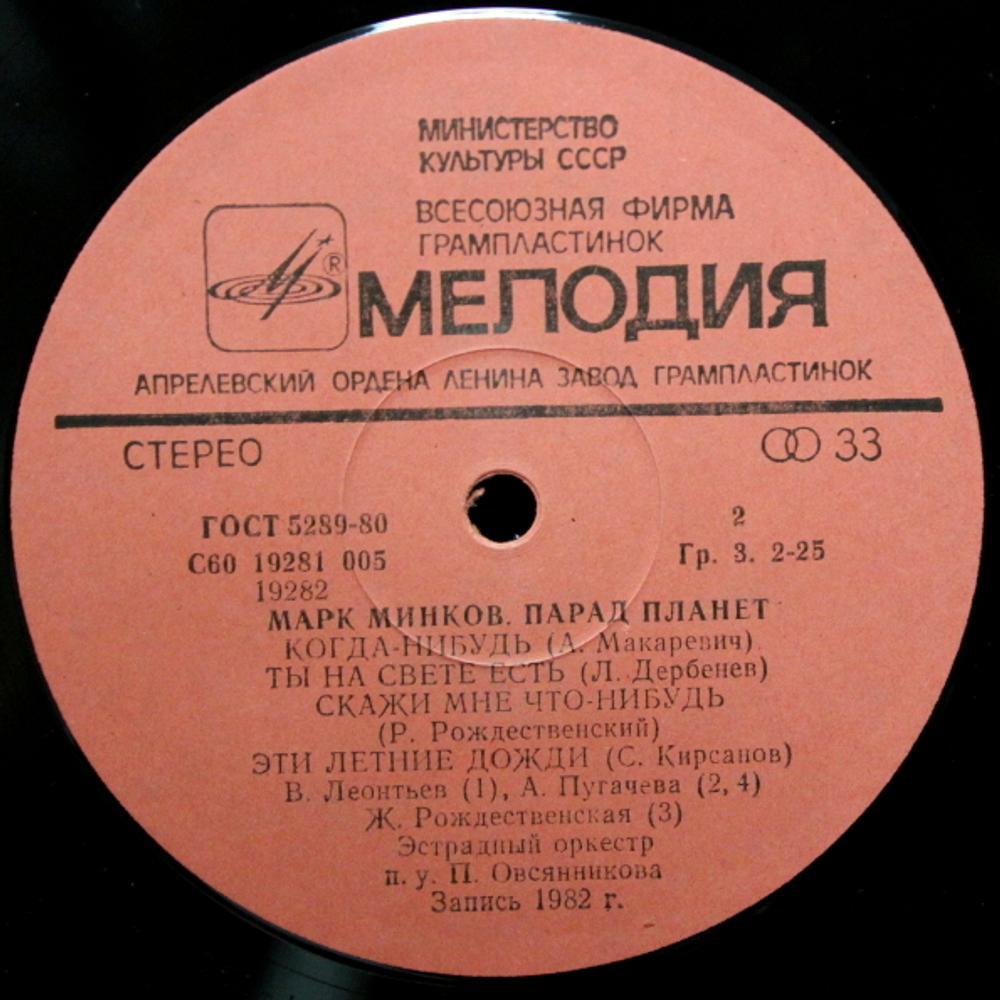 МИНИСТЕРСТВО
КУЛЬТУРЫ СССР
ВСЕСОЮЗНАЯ ФИРМА
ГРАМПЛАСТИНОК
®
МЕЛОДИЯ
АПРЕЛЕВСКИЙ ОРДЕНА ЛЕНИНА ЗАВОД ГРАМПЛАСТИНОК
СТЕРЕО
33
ГОСТ 5289-80
2
С60 19281 005
Гр. 3. 2-25
19282
МАРК МИНКОВ. ПАРАД ПЛАНЕТ
КОГДА-НИБУДЬ (А. Макаревич)
ТЫ НА СВЕТЕ ЕСТЬ (Л. Дербенев)
СКАЖИ МНЕ ЧТО-НИБУДЬ
(Р. Рождественский)
ЭТИ ЛЕТНИЕ ДОЖДИ (С. Кирсанов)
В. Леонтьев (1), А. Пугачева (2, 4)
Ж. Рождественская (3)
Эстрадный оркестр
п. у. П. Овсянникова
Запись 1982 г.